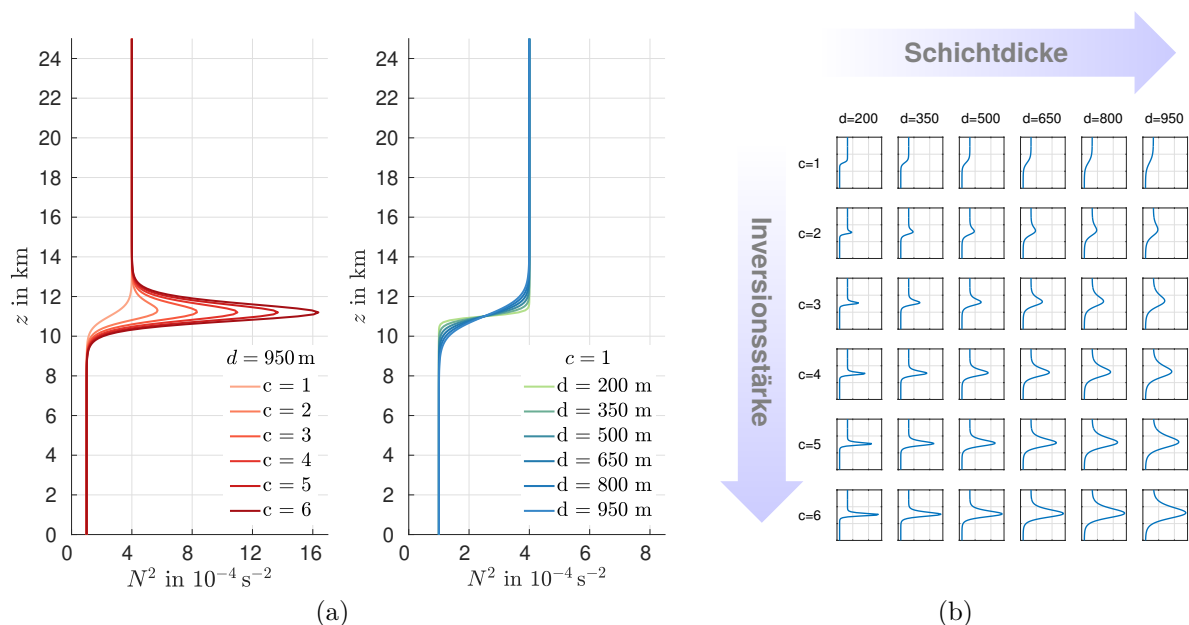 24
22
20
18
16
14
12
10
8
6
4
2
0
z in km
d = 950 m
c = 1
c = 2
c = 3
c = 4
c = 5
c = 6
0 4 8 12 16
N² in 10⁻⁴ s⁻²
24
22
20
18
16
14
12
10
8
6
4
2
0
z in km
c = 1
d = 200 m
d = 350 m
d = 500 m
d = 650 m
d = 800 m
d = 950 m
0 2 4 6 8
N² in 10⁻⁴ s⁻²
(a)
Schichtdicke
Inversionsstärke
d=200 d=350 d=500 d=650 d=800 d=950
c=1
c=2
c=3
c=4
c=5
c=6
(b)